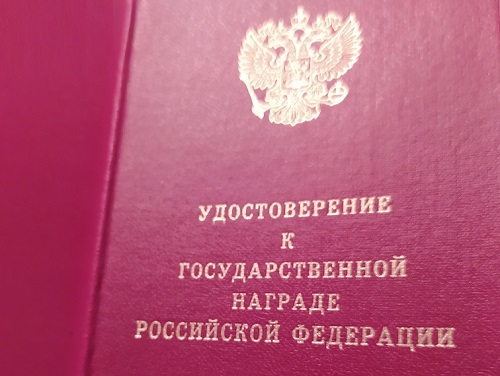 УДОСТОВЕРЕНИЕ
К
ГОСУДАРСТВЕННОЙ
НАГРАДЕ
РОССИЙСКОЙ ФЕДЕРАЦИИ